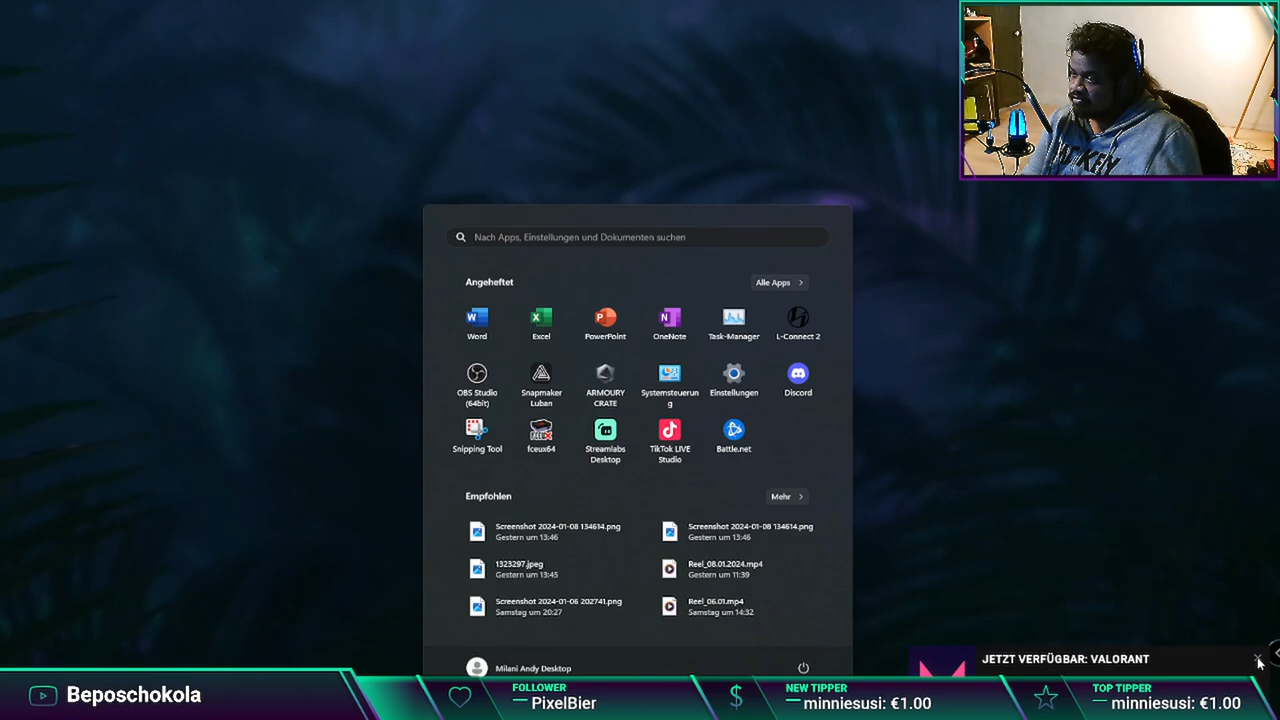 Nach Apps, Einstellungen und Dokumenten suchen
Angeheftet
Alle Apps
Word
Excel
PowerPoint
OneNote
Task-Manager
L-Connect 2
OBS Studio
(64bit)
Snapmaker
Luban
ARMOURY
CRATE
Systemsteuerun
g
Einstellungen
Discord
Snipping Tool
fceux64
Streamlabs
Desktop
TikTok LIVE
Studio
Battle.net
Empfohlen
Mehr
Screenshot 2024-01-08 134614.png
Gestern um 13:46
Screenshot 2024-01-08 134614.png
Gestern um 13:46
1323297.jpeg
Gestern um 13:45
Reel_08.01.2024.mp4
Gestern um 11:39
Screenshot 2024-01-06 202741.png
Samstag um 20:27
Reel_06.01.mp4
Samstag um 14:32
Milani Andy Desktop
JETZT VERFÜGBAR: VALORANT
Beposchokola
FOLLOWER
PixelBier
NEW TIPPER
minniesusi: €1.00
TOP TIPPER
minniesusi: €1.00